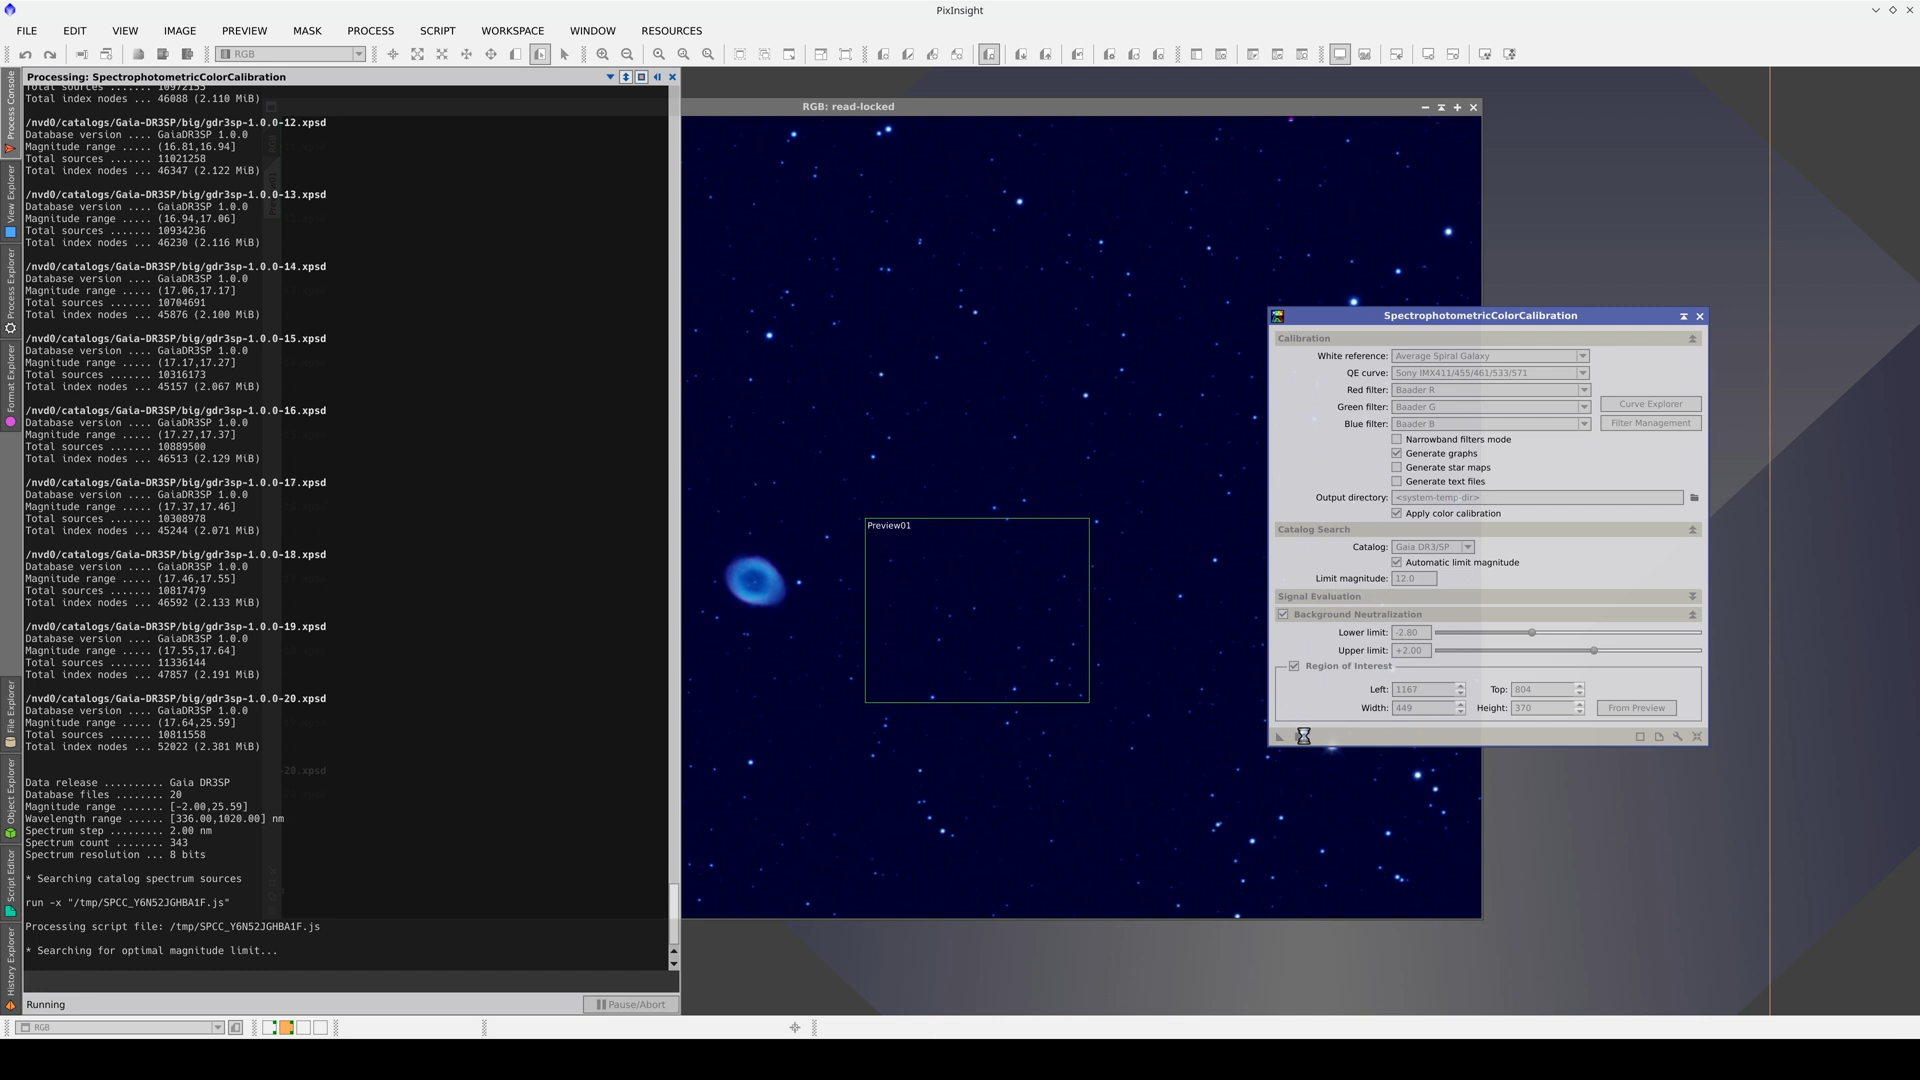 PixInsight
FILE EDIT VIEW IMAGE PREVIEW MASK PROCESS SCRIPT WORKSPACE WINDOW RESOURCES
RGB
Process Console
View Explorer
Process Explorer
Format Explorer
File Explorer
Object Explorer
Script Editor
History Explorer
Processing: SpectrophotometricColorCalibration
Total sources ....... 10972155
Total index nodes ... 46088 (2.110 MiB)
/nvd0/catalogs/Gaia-DR3SP/big/gdr3sp-1.0.0-12.xpsd
Database version .... GaiaDR3SP 1.0.0
Magnitude range ..... (16.81,16.94]
Total sources ....... 11021258
Total index nodes ... 46347 (2.122 MiB)
/nvd0/catalogs/Gaia-DR3SP/big/gdr3sp-1.0.0-13.xpsd
Database version .... GaiaDR3SP 1.0.0
Magnitude range ..... (16.94,17.06]
Total sources ....... 10934236
Total index nodes ... 46230 (2.116 MiB)
/nvd0/catalogs/Gaia-DR3SP/big/gdr3sp-1.0.0-14.xpsd
Database version .... GaiaDR3SP 1.0.0
Magnitude range ..... (17.06,17.17]
Total sources ....... 10704691
Total index nodes ... 45876 (2.100 MiB)
/nvd0/catalogs/Gaia-DR3SP/big/gdr3sp-1.0.0-15.xpsd
Database version .... GaiaDR3SP 1.0.0
Magnitude range ..... (17.17,17.27]
Total sources ....... 10316173
Total index nodes ... 45157 (2.067 MiB)
/nvd0/catalogs/Gaia-DR3SP/big/gdr3sp-1.0.0-16.xpsd
Database version .... GaiaDR3SP 1.0.0
Magnitude range ..... (17.27,17.37]
Total sources ....... 10889500
Total index nodes ... 46513 (2.129 MiB)
/nvd0/catalogs/Gaia-DR3SP/big/gdr3sp-1.0.0-17.xpsd
Database version .... GaiaDR3SP 1.0.0
Magnitude range ..... (17.37,17.46]
Total sources ....... 10308978
Total index nodes ... 45244 (2.071 MiB)
/nvd0/catalogs/Gaia-DR3SP/big/gdr3sp-1.0.0-18.xpsd
Database version .... GaiaDR3SP 1.0.0
Magnitude range ..... (17.46,17.55]
Total sources ....... 10817479
Total index nodes ... 46592 (2.133 MiB)
/nvd0/catalogs/Gaia-DR3SP/big/gdr3sp-1.0.0-19.xpsd
Database version .... GaiaDR3SP 1.0.0
Magnitude range ..... (17.55,17.64]
Total sources ....... 11336144
Total index nodes ... 47857 (2.191 MiB)
/nvd0/catalogs/Gaia-DR3SP/big/gdr3sp-1.0.0-20.xpsd
Database version .... GaiaDR3SP 1.0.0
Magnitude range ..... (17.64,25.59]
Total sources ....... 10811558
Total index nodes ... 52022 (2.381 MiB)
Data release .......... Gaia DR3SP
Database files ........ 20
Magnitude range ....... [-2.00,25.59]
Wavelength range ...... [336.00,1020.00] nm
Spectrum step ......... 2.00 nm
Spectrum count ........ 343
Spectrum resolution ... 8 bits
* Searching catalog spectrum sources
run -x "/tmp/SPCC_Y6N52JGHBA1F.js"
Processing script file: /tmp/SPCC_Y6N52JGHBA1F.js
* Searching for optimal magnitude limit...
Running
Pause/Abort
RGB
RGB: read-locked
Preview01
SpectrophotometricColorCalibration
Calibration
White reference: Average Spiral Galaxy
QE curve: Sony IMX411/455/461/533/571
Red filter: Baader R
Green filter: Baader G
Curve Explorer
Blue filter: Baader B
Filter Management
Narrowband filters mode
Generate graphs
Generate star maps
Generate text files
Output directory: <system-temp-dir>
Apply color calibration
Catalog Search
Catalog: Gaia DR3/SP
Automatic limit magnitude
Limit magnitude: 12.0
Signal Evaluation
Background Neutralization
Lower limit: -2.80
Upper limit: +2.00
Region of Interest
Left: 1167 Top: 804
Width: 449 Height: 370 From Preview